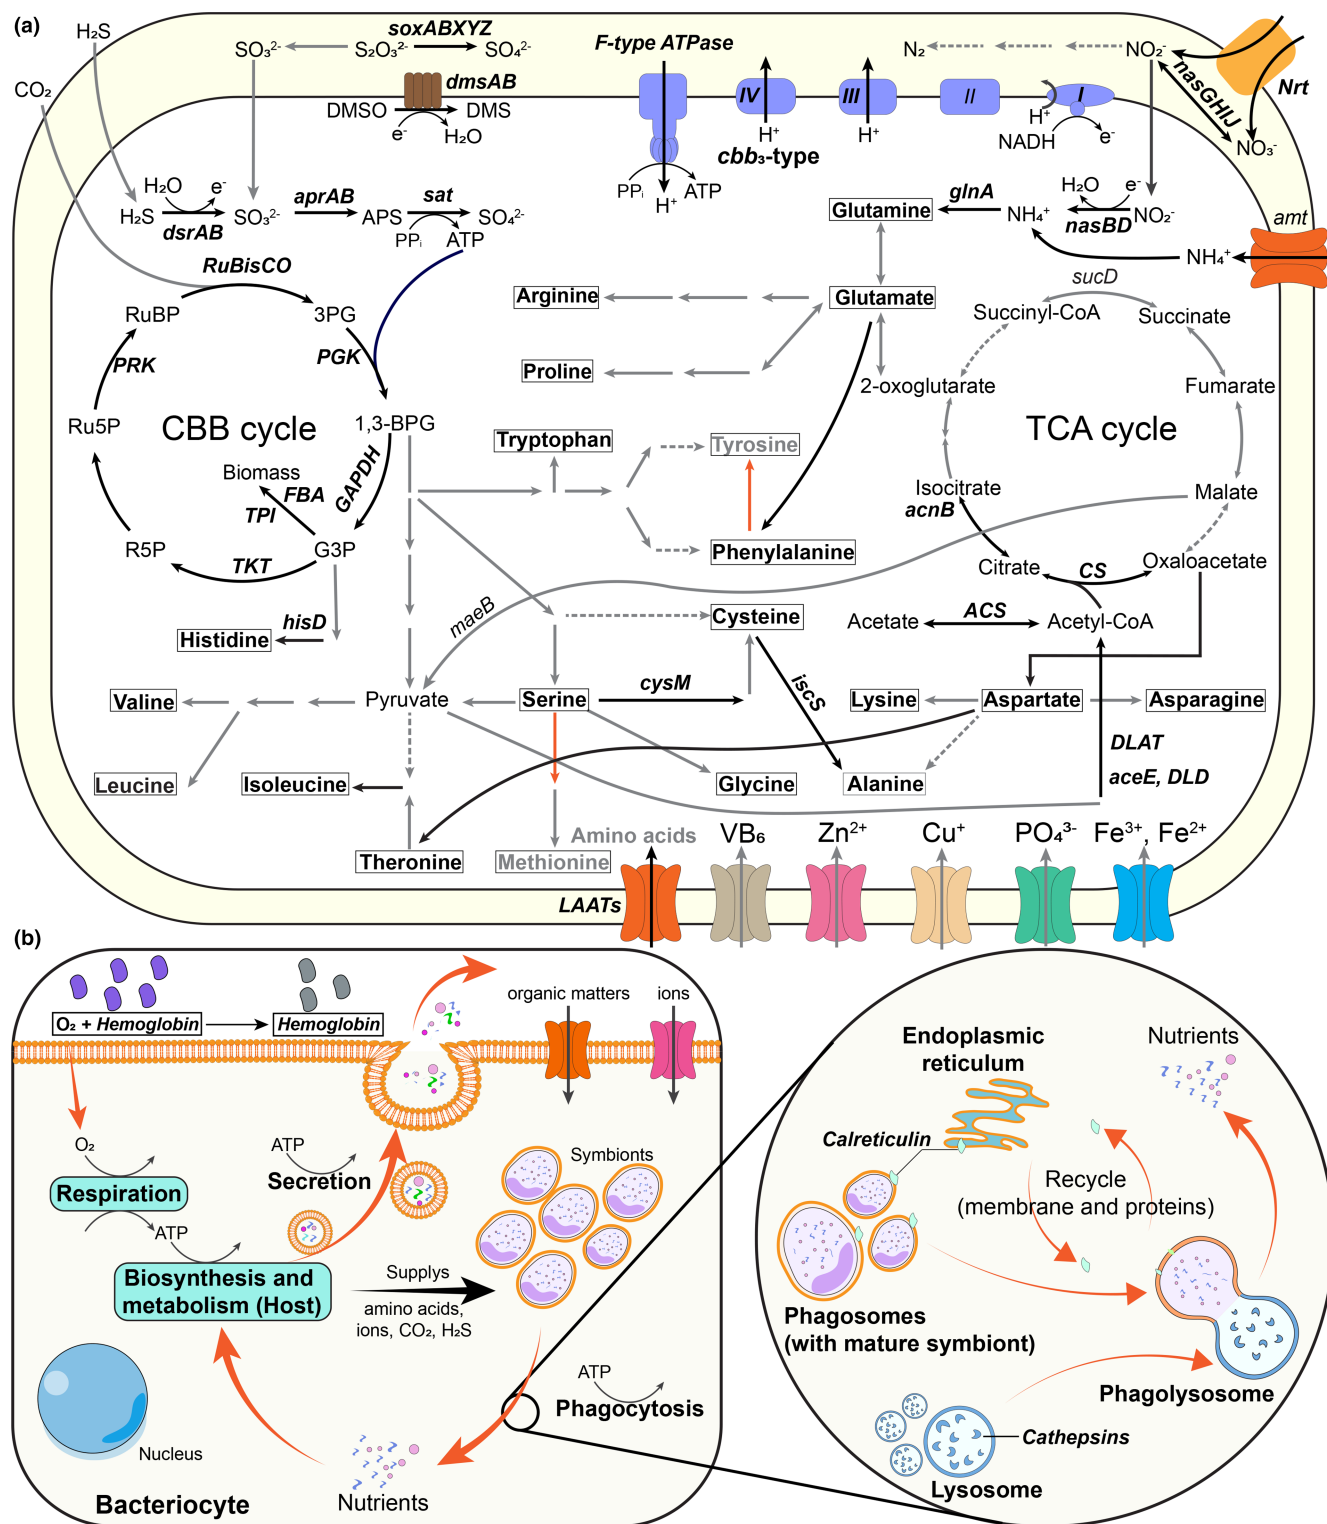 (a)
H₂S
CO₂
SO₃²⁻
S₂O₃²⁻
soxABXYZ
SO₄²⁻
dmsAB
DMSO
DMS
e⁻
H₂O
F-type ATPase
PPᵢ
H⁺
ATP
IV
H⁺
III
H⁺
cbb₃-type
II
I
H⁺
NADH
e⁻
N₂
NO₂⁻
nasGHIJ
Nrt
NO₃⁻
H₂S
H₂O
e⁻
dsrAB
SO₃²⁻
aprAB
APS
sat
PPᵢ
ATP
SO₄²⁻
Glutamine
glnA
NH₄⁺
H₂O
e⁻
nasBD
NO₂⁻
amt
NH₄⁺
RuBisCO
RuBP
3PG
PRK
PGK
Ru5P
CBB cycle
1,3-BPG
Biomass
FBA
TPI
GAPDH
R5P
TKT
G3P
hisD
Histidine
Arginine
Glutamate
Proline
2-oxoglutarate
Tryptophan
Tyrosine
Phenylalanine
sucD
Succinyl-CoA
Succinate
Fumarate
TCA cycle
Isocitrate
acnB
Malate
Citrate
CS
Oxaloacetate
maeB
Cysteine
Acetate
ACS
Acetyl-CoA
Valine
Pyruvate
Serine
cysM
iscS
Lysine
Aspartate
Asparagine
Leucine
Isoleucine
Glycine
Alanine
DLAT
aceE, DLD
Theronine
Methionine
Amino acids
VB₆
Zn²⁺
Cu⁺
PO₄³⁻
Fe³⁺, Fe²⁺
LAATs
(b)
O₂ + Hemoglobin
Hemoglobin
organic matters
ions
O₂
Respiration
ATP
ATP
Secretion
Symbionts
Biosynthesis and
metabolism (Host)
Supplys
amino acids,
ions, CO₂, H₂S
ATP
Phagocytosis
Nucleus
Nutrients
Bacteriocyte
Endoplasmic
reticulum
Nutrients
Calreticulin
Recycle
(membrane and proteins)
Phagosomes
(with mature symbiont)
Phagolysosome
Cathepsins
Lysosome